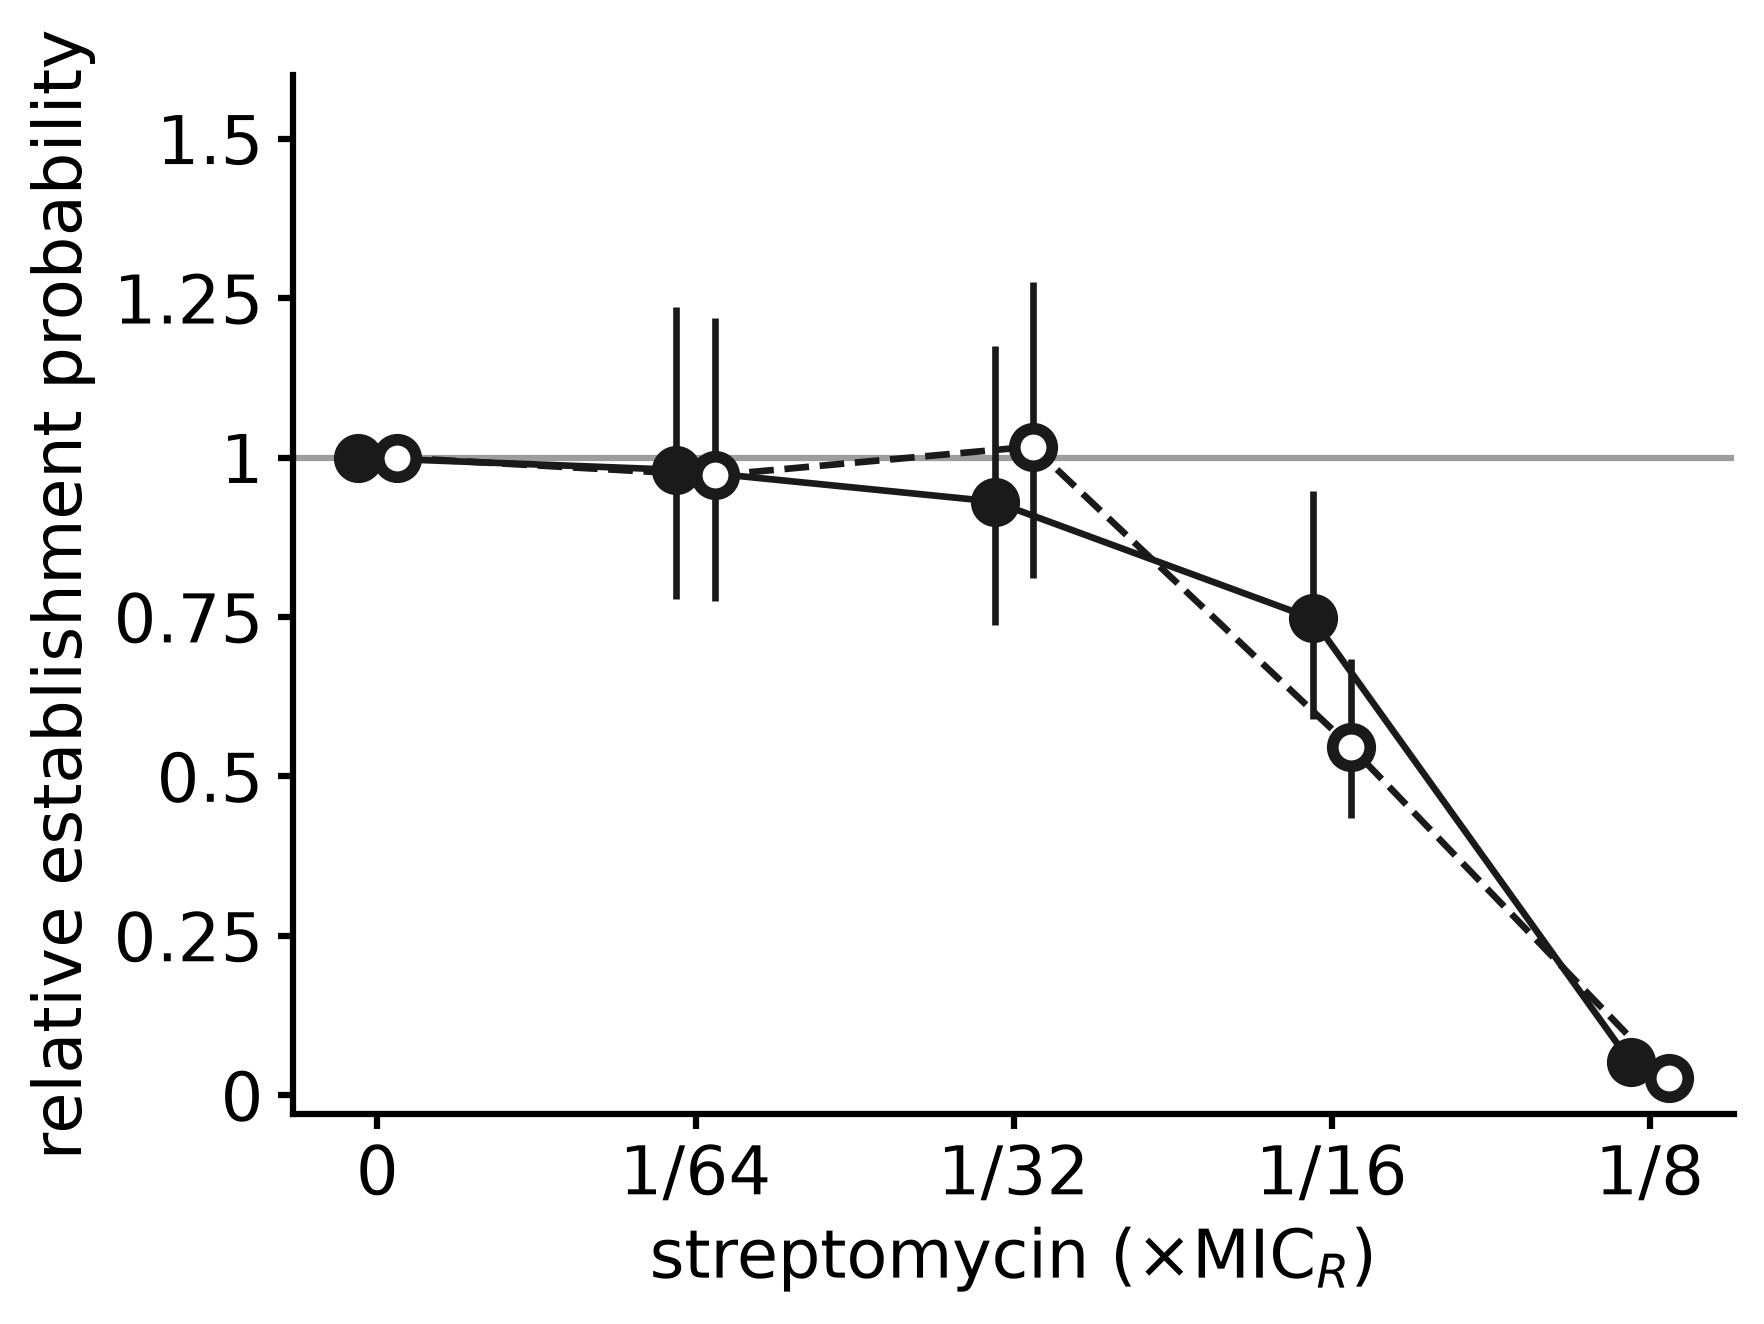 relative establishment probability
1.5
1.25
1
0.75
0.5
0.25
0
0 1/64 1/32 1/16 1/8
streptomycin (×MIC_R)